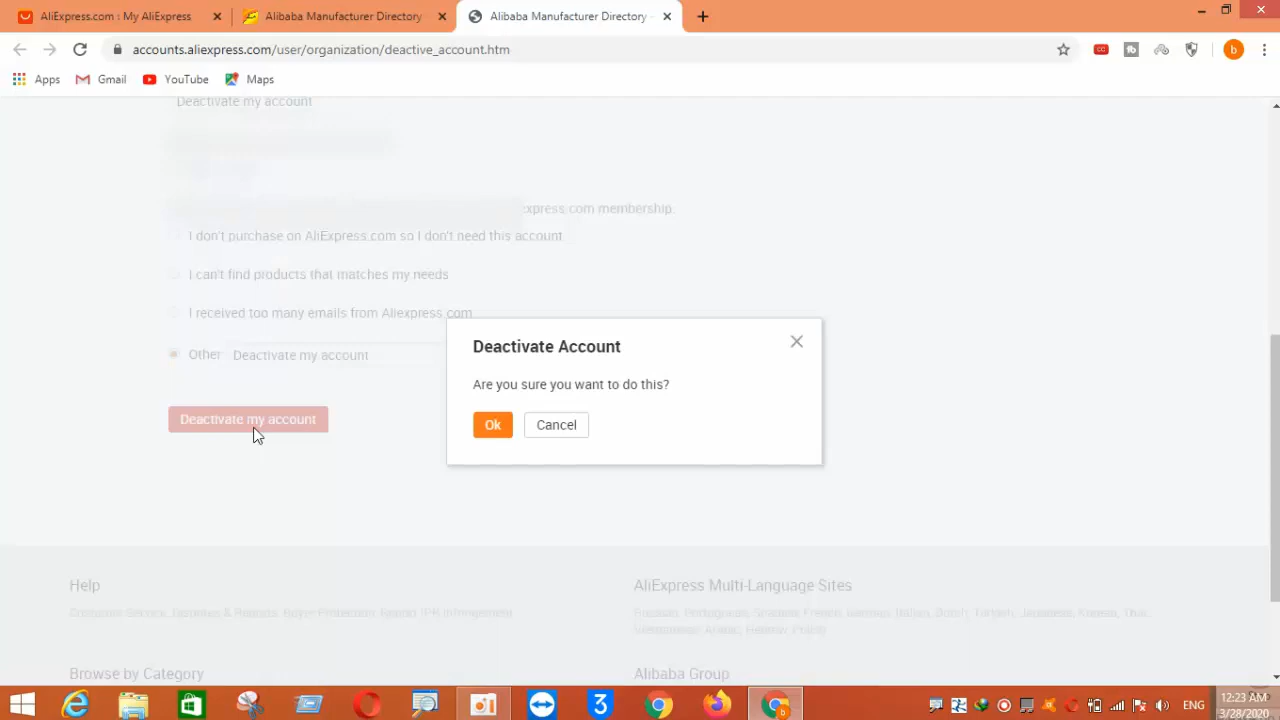 AliExpress.com : My AliExpress
Alibaba Manufacturer Directory
Alibaba Manufacturer Directory
accounts.aliexpress.com/user/organization/deactive_account.htm
b
Apps
Gmail
YouTube
Maps
Deactivate my account
xpress.com membership.
I don't purchase on AliExpress.com so I don't need this account
I can't find products that matches my needs
I received too many emails from Aliexpress.com
Other
Deactivate my account
Deactivate my account
Deactivate Account
Are you sure you want to do this?
Ok
Cancel
Help
AliExpress Multi-Language Sites
Browse by Category
Alibaba Group
ENG
12:23 AM
3/28/2020